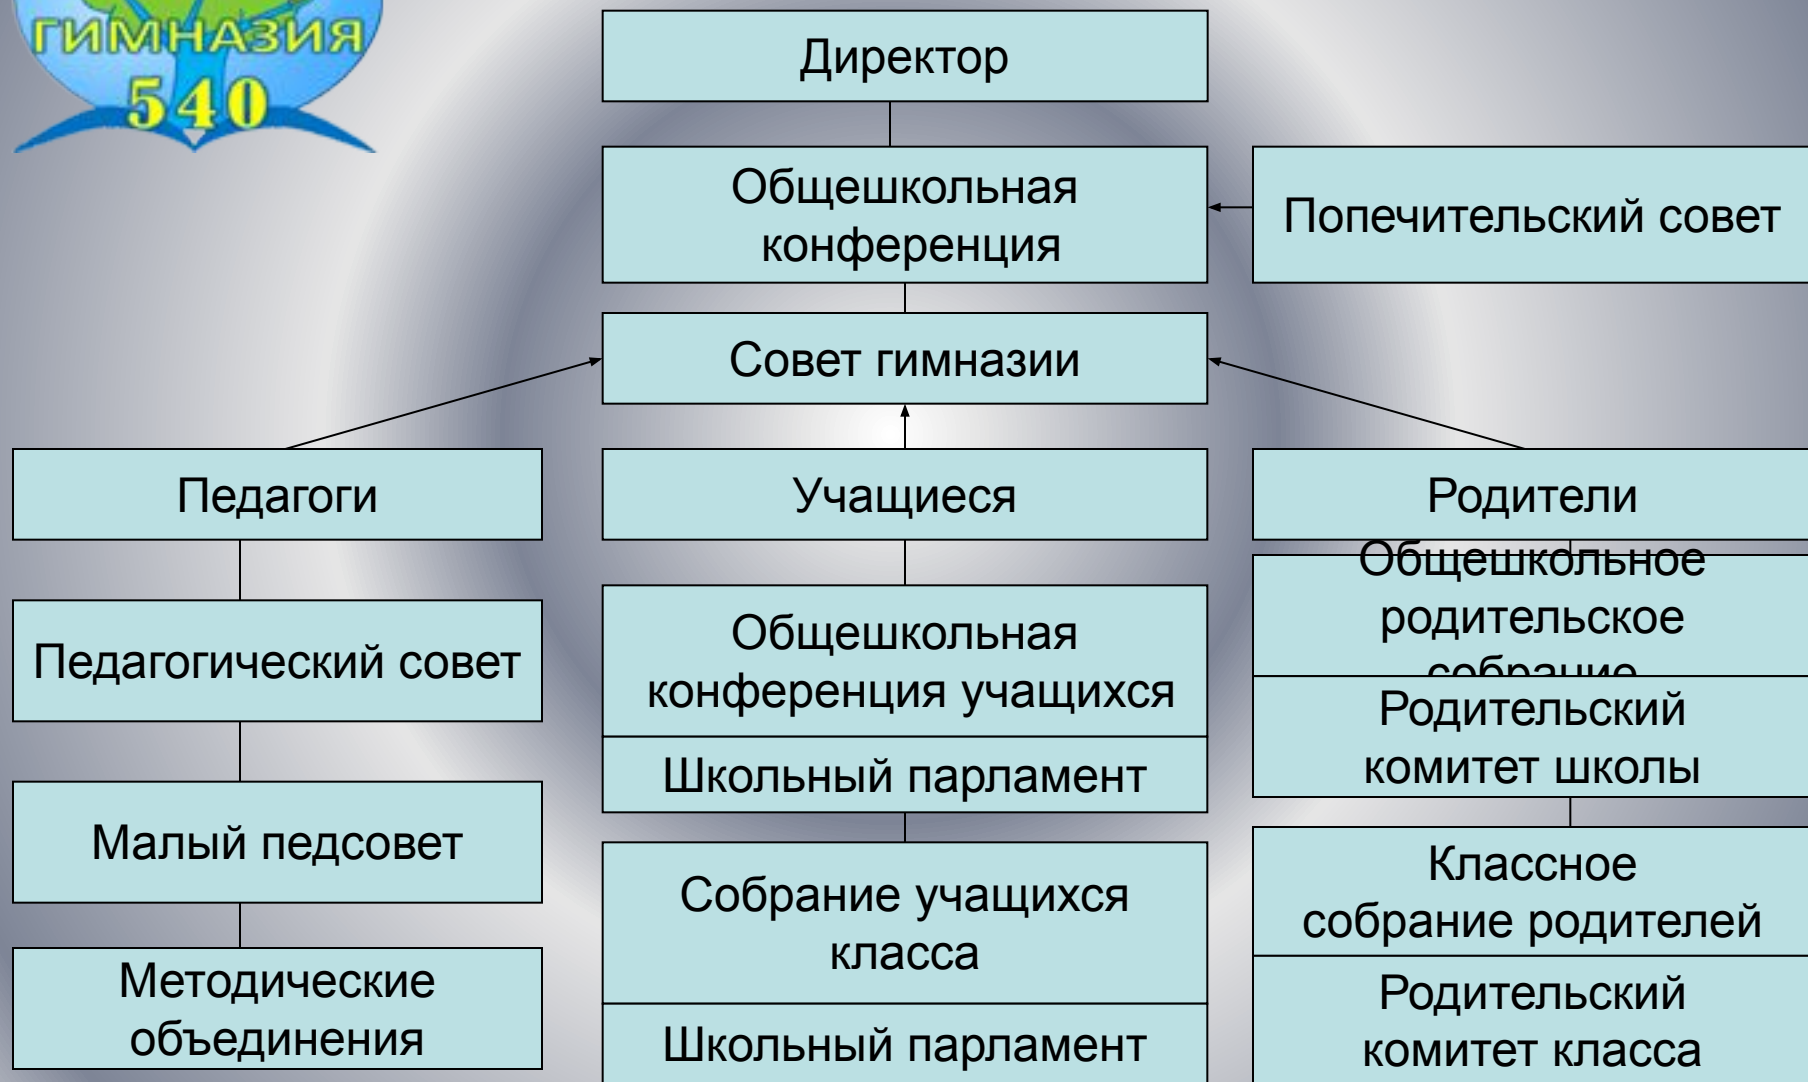 ГИМНАЗИЯ
540
Директор
Общешкольная
конференция
Попечительский совет
Совет гимназии
Педагоги
Учащиеся
Родители
Педагогический совет
Общешкольная
конференция учащихся
Общешкольное
родительское
собрание
Школьный парламент
Родительский
комитет школы
Малый педсовет
Собрание учащихся
класса
Классное
собрание родителей
Методические
объединения
Школьный парламент
Родительский
комитет класса